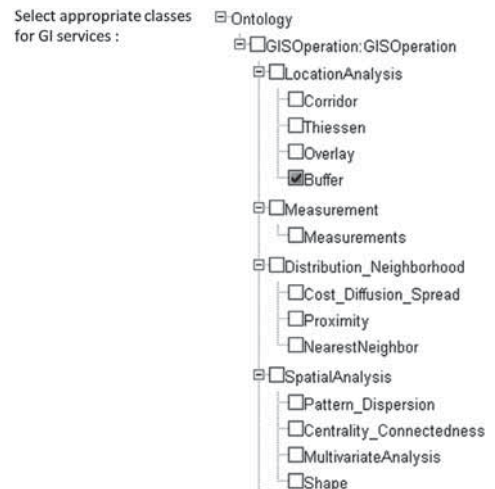 Select appropriate classes
for GI services :
Ontology
GISOperation:GISOperation
LocationAnalysis
Corridor
Thiessen
Overlay
Buffer
Measurement
Measurements
Distribution_Neighborhood
Cost_Diffusion_Spread
Proximity
NearestNeighbor
SpatialAnalysis
Pattern_Dispersion
Centrality_Connectedness
MultivariateAnalysis
Shape